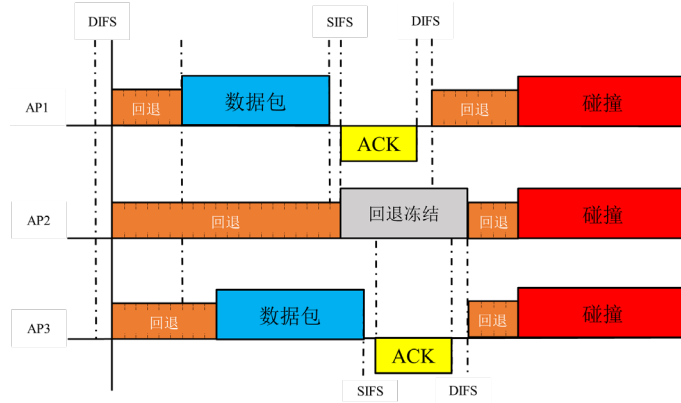 DIFS SIFS DIFS
AP1 回退 数据包 回退 碰撞
ACK
AP2 回退 回退冻结 回退 碰撞
AP3 回退 数据包 回退 碰撞
ACK
SIFS DIFS